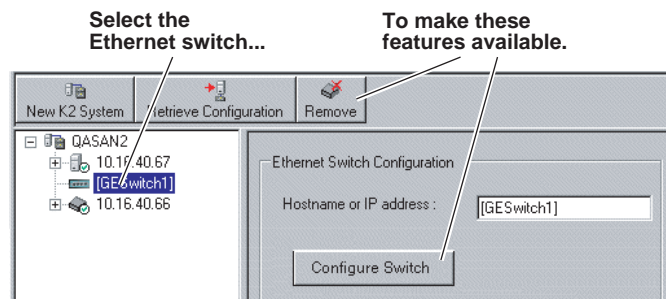 Select the
Ethernet switch...
To make these
features available.
New K2 System
Retrieve Configuration
Remove
QASAN2
10.16.40.67
[GESwitch1]
10.16.40.66
Ethernet Switch Configuration
Hostname or IP address :
[GESwitch1]
Configure Switch